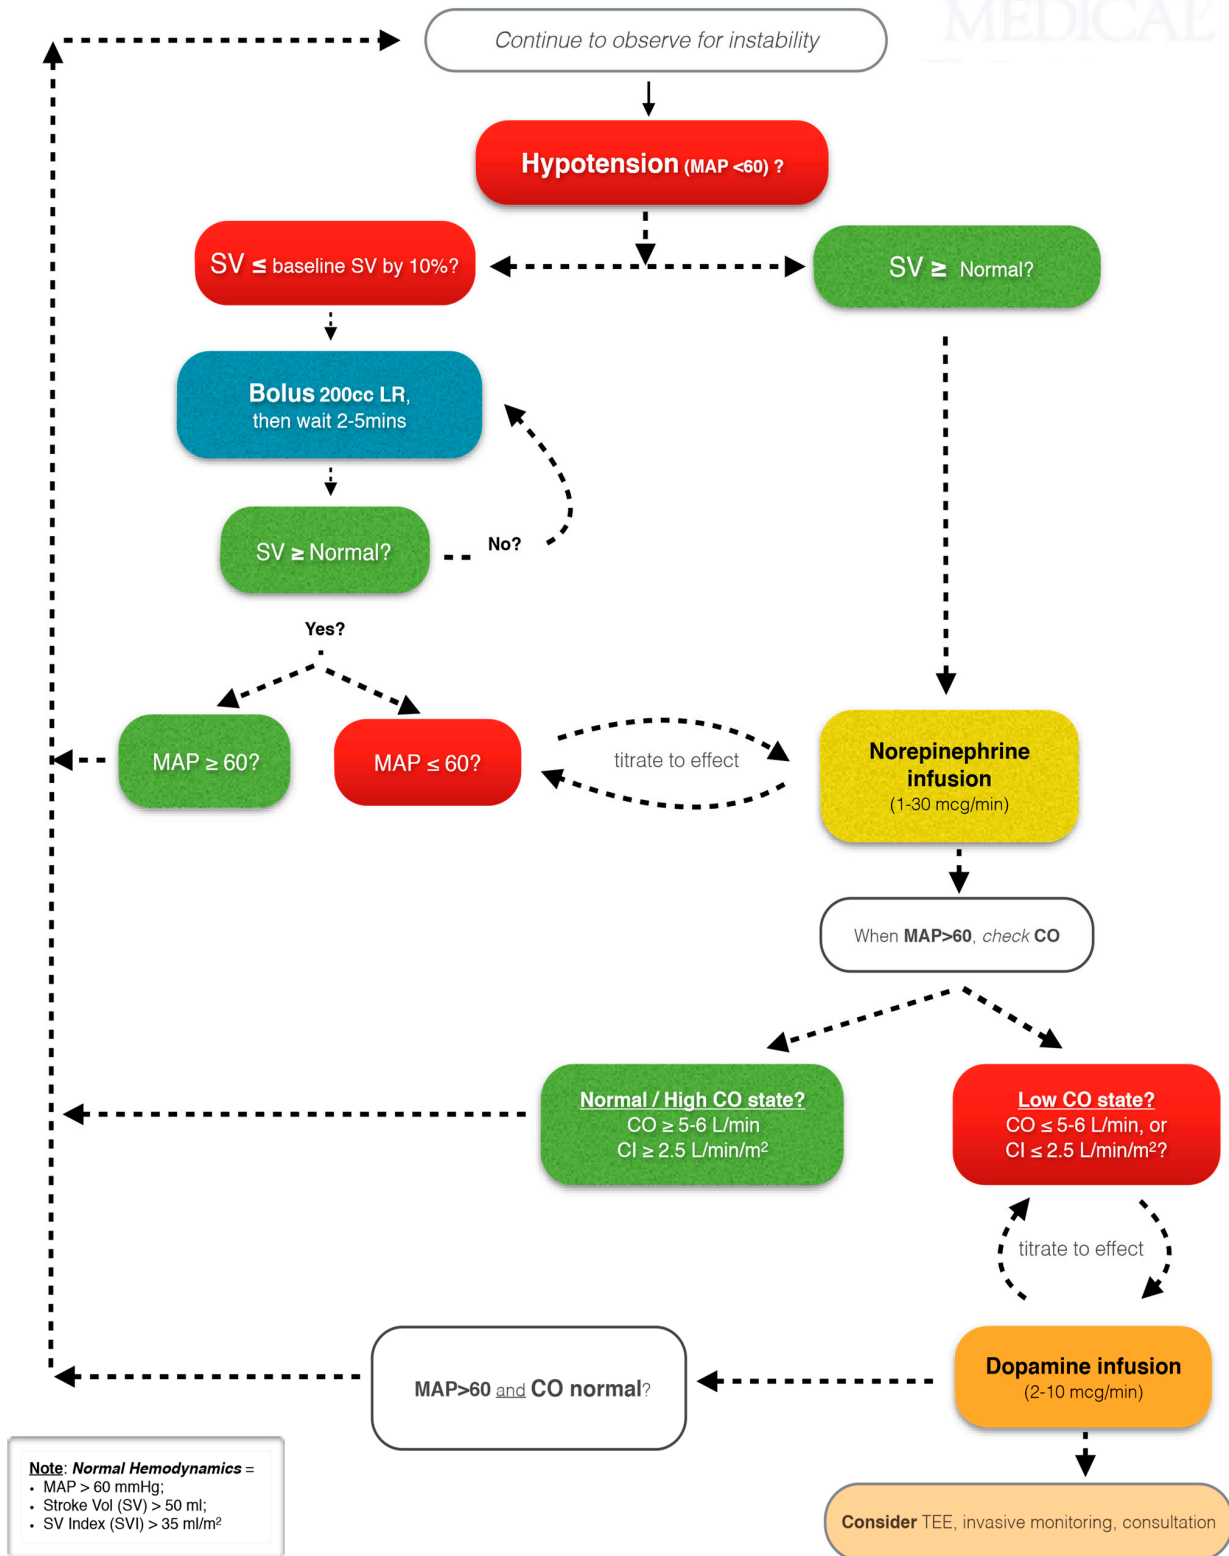 MEDICAL
Continue to observe for instability
Hypotension (MAP <60) ?
SV ≤ baseline SV by 10%?
SV ≥ Normal?
Bolus 200cc LR,
then wait 2-5mins
SV ≥ Normal?
No?
Yes?
MAP ≥ 60?
MAP ≤ 60?
titrate to effect
Norepinephrine
infusion
(1-30 mcg/min)
When MAP>60, check CO
Normal / High CO state?
CO ≥ 5-6 L/min
CI ≥ 2.5 L/min/m²
Low CO state?
CO ≤ 5-6 L/min, or
CI ≤ 2.5 L/min/m²?
titrate to effect
Dopamine infusion
(2-10 mcg/min)
MAP>60 and CO normal?
Note: Normal Hemodynamics =
• MAP > 60 mmHg;
• Stroke Vol (SV) > 50 ml;
• SV Index (SVI) > 35 ml/m²
Consider TEE, invasive monitoring, consultation